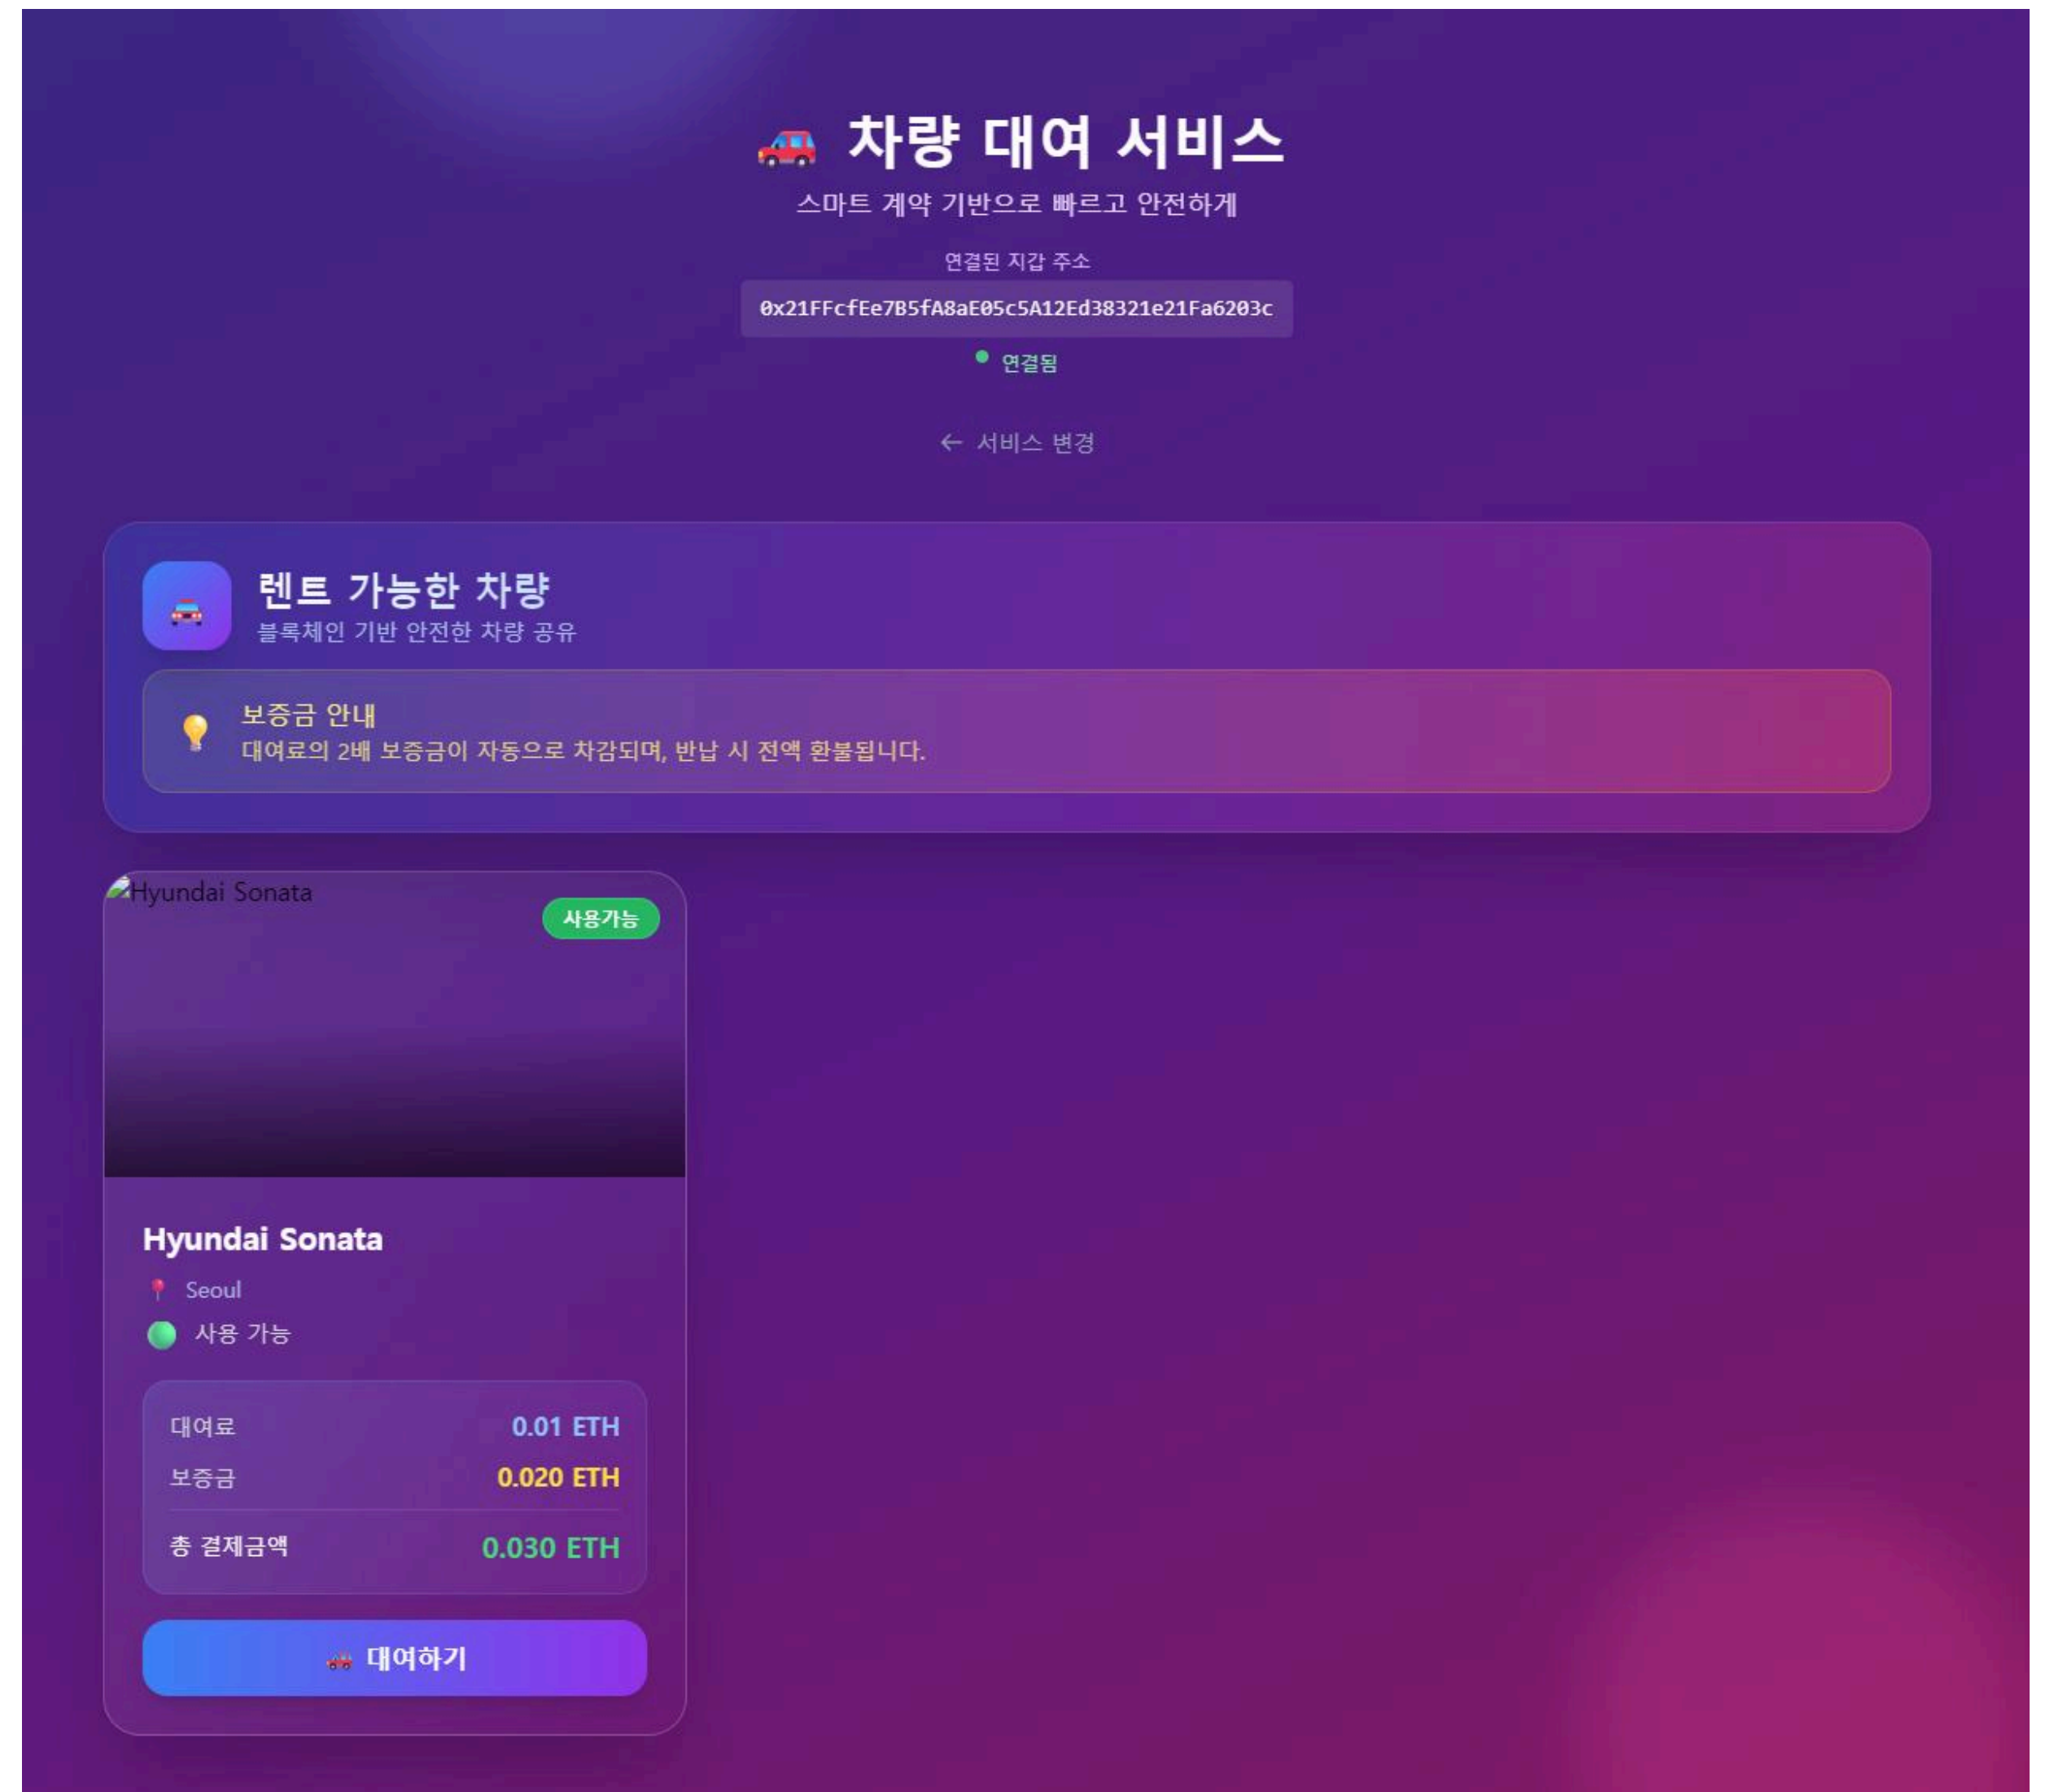 차량 대여 서비스
스마트 계약 기반으로 빠르고 안전하게
연결된 지갑 주소
0x21FFcfEe7B5fA8aE05c5A12Ed38321e21Fa6203c
연결됨
← 서비스 변경
렌트 가능한 차량
블록체인 기반 안전한 차량 공유
보증금 안내
대여료의 2배 보증금이 자동으로 차감되며, 반납 시 전액 환불됩니다.
Hyundai Sonata
사용가능
Hyundai Sonata
Seoul
사용 가능
대여료 0.01 ETH
보증금 0.020 ETH
총 결제금액 0.030 ETH
대여하기